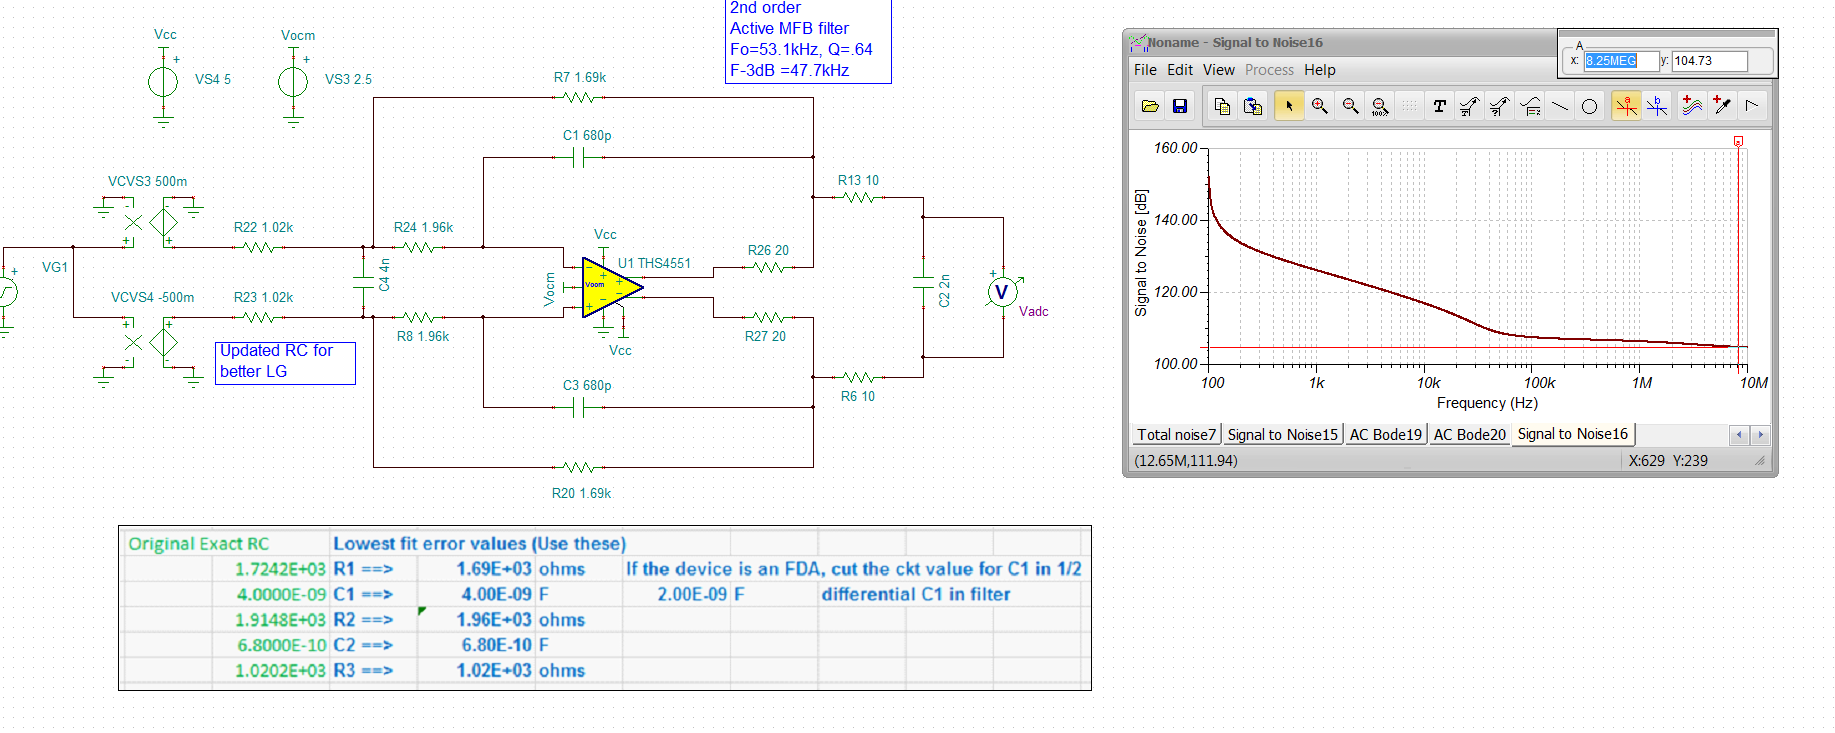 2nd order
Active MFB filter
Fo=53.1kHz, Q=.64
F-3dB =47.7kHz
Vcc
Vocm
+
+
VS4 5
VS3 2.5
R7 1.69k
C1 680p
VCVS3 500m
R13 10
-
-
+
+
R22 1.02k
R24 1.96k
Vcc
R26 20
U1 THS4551
VG1
+
C4 4n
Vocm
Vocm
C2 2n
+
V
Vadc
VCVS4 -500m
R23 1.02k
+
+
-
-
R8 1.96k
Vcc
R27 20
Updated RC for
better LG
C3 680p
R6 10
R20 1.69k
Noname - Signal to Noise16
A
x: 8.25MEG y: 104.73
File Edit View Process Help
100%
T
a
b
a
160.00
140.00
120.00
100.00
Signal to Noise [dB]
100 1k 10k 100k 1M 10M
Frequency (Hz)
Total noise7 Signal to Noise15 AC Bode19 AC Bode20 Signal to Noise16
(12.65M,111.94) X:629 Y:239
Original Exact RC Lowest fit error values (Use these)
1.7242E+03 R1 ==> 1.69E+03 ohms If the device is an FDA, cut the ckt value for C1 in 1/2
4.0000E-09 C1 ==> 4.00E-09 F 2.00E-09 F differential C1 in filter
1.9148E+03 R2 ==> 1.96E+03 ohms
6.8000E-10 C2 ==> 6.80E-10 F
1.0202E+03 R3 ==> 1.02E+03 ohms